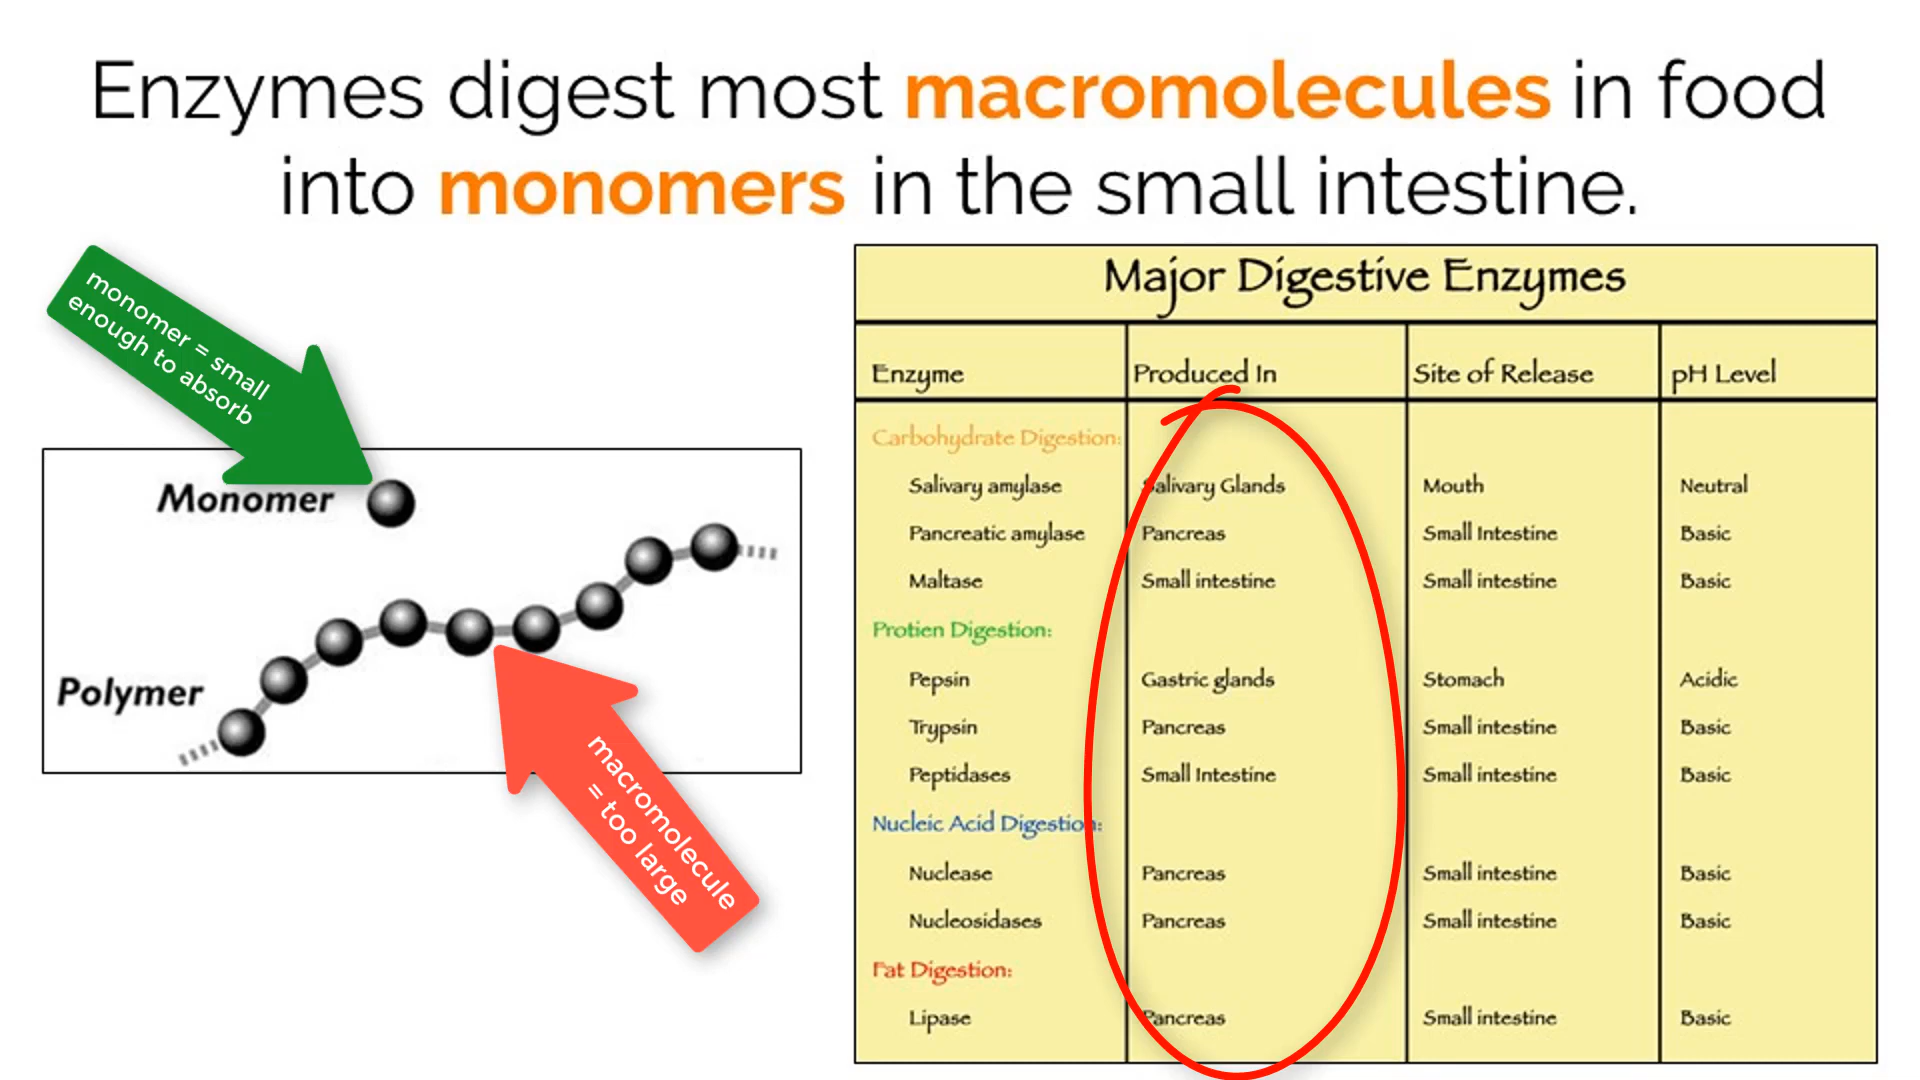 Enzymes digest most macromolecules in food
into monomers in the small intestine.
monomer = small
enough to absorb
Monomer
Polymer
macromolecule
= too large
Major Digestive Enzymes
Enzyme Produced In Site of Release pH Level
Carbohydrate Digestion:
Salivary amylase Salivary Glands Mouth Neutral
Pancreatic amylase Pancreas Small Intestine Basic
Maltase Small intestine Small intestine Basic
Protien Digestion:
Pepsin Gastric glands Stomach Acidic
Trypsin Pancreas Small intestine Basic
Peptidases Small Intestine Small intestine Basic
Nucleic Acid Digestion:
Nuclease Pancreas Small intestine Basic
Nucleosidases Pancreas Small intestine Basic
Fat Digestion:
Lipase Pancreas Small intestine Basic